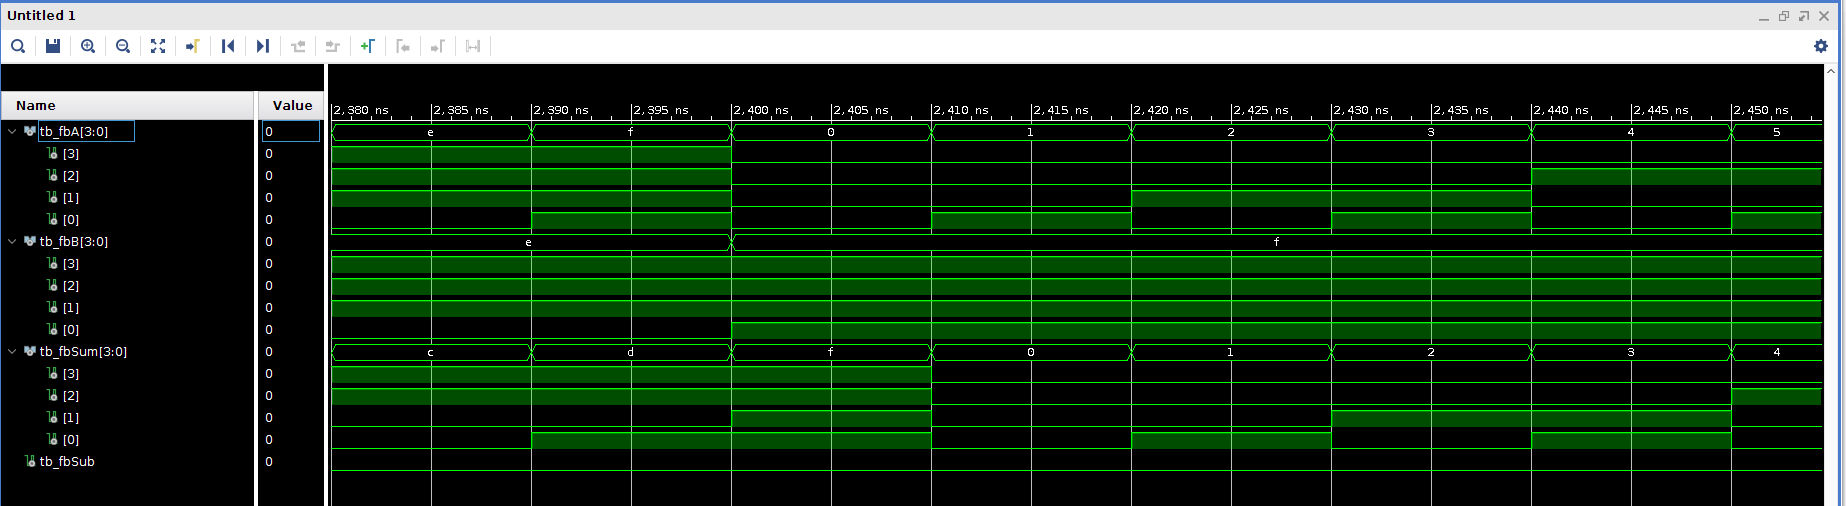 Untitled 1
Name Value
2,380 ns 2,385 ns 2,390 ns 2,395 ns 2,400 ns 2,405 ns 2,410 ns 2,415 ns 2,420 ns 2,425 ns 2,430 ns 2,435 ns 2,440 ns 2,445 ns 2,450 ns
tb_fbA[3:0] 0 e f 0 1 2 3 4 5
[3] 0
[2] 0
[1] 0
[0] 0
tb_fbB[3:0] 0 e f
[3] 0
[2] 0
[1] 0
[0] 0
tb_fbSum[3:0] 0 c d f 0 1 2 3 4
[3] 0
[2] 0
[1] 0
[0] 0
tb_fbSub 0